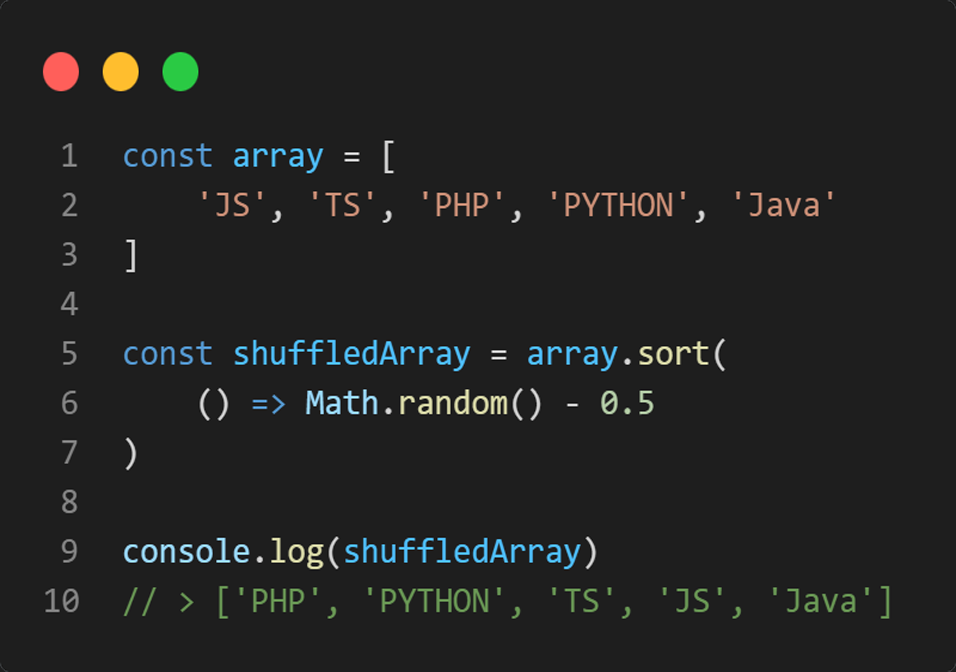 1 const array = [
2     'JS', 'TS', 'PHP', 'PYTHON', 'Java'
3 ]
4
5 const shuffledArray = array.sort(
6     () => Math.random() - 0.5
7 )
8
9 console.log(shuffledArray)
10 // > ['PHP', 'PYTHON', 'TS', 'JS', 'Java']